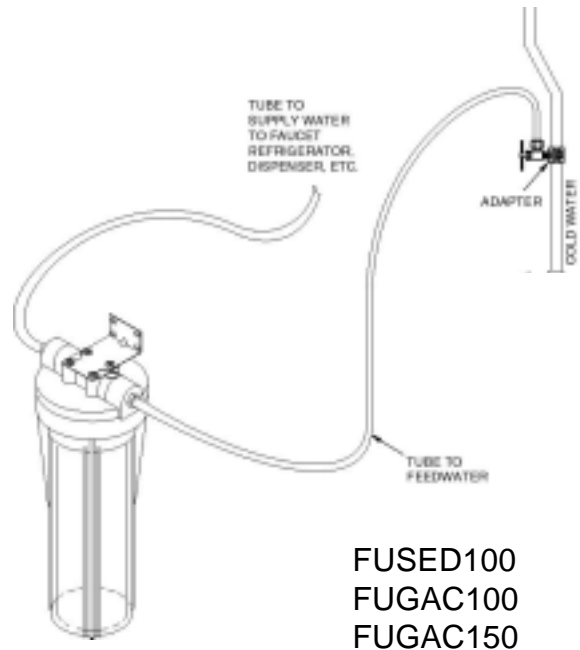 TUBE TO
SUPPLY WATER
TO FAUCET
REFRIGERATOR.
DISPENSER, ETC.
ADAPTER
COLD WATER
TUBE TO
FEEDWATER
FUSED100
FUGAC100
FUGAC150